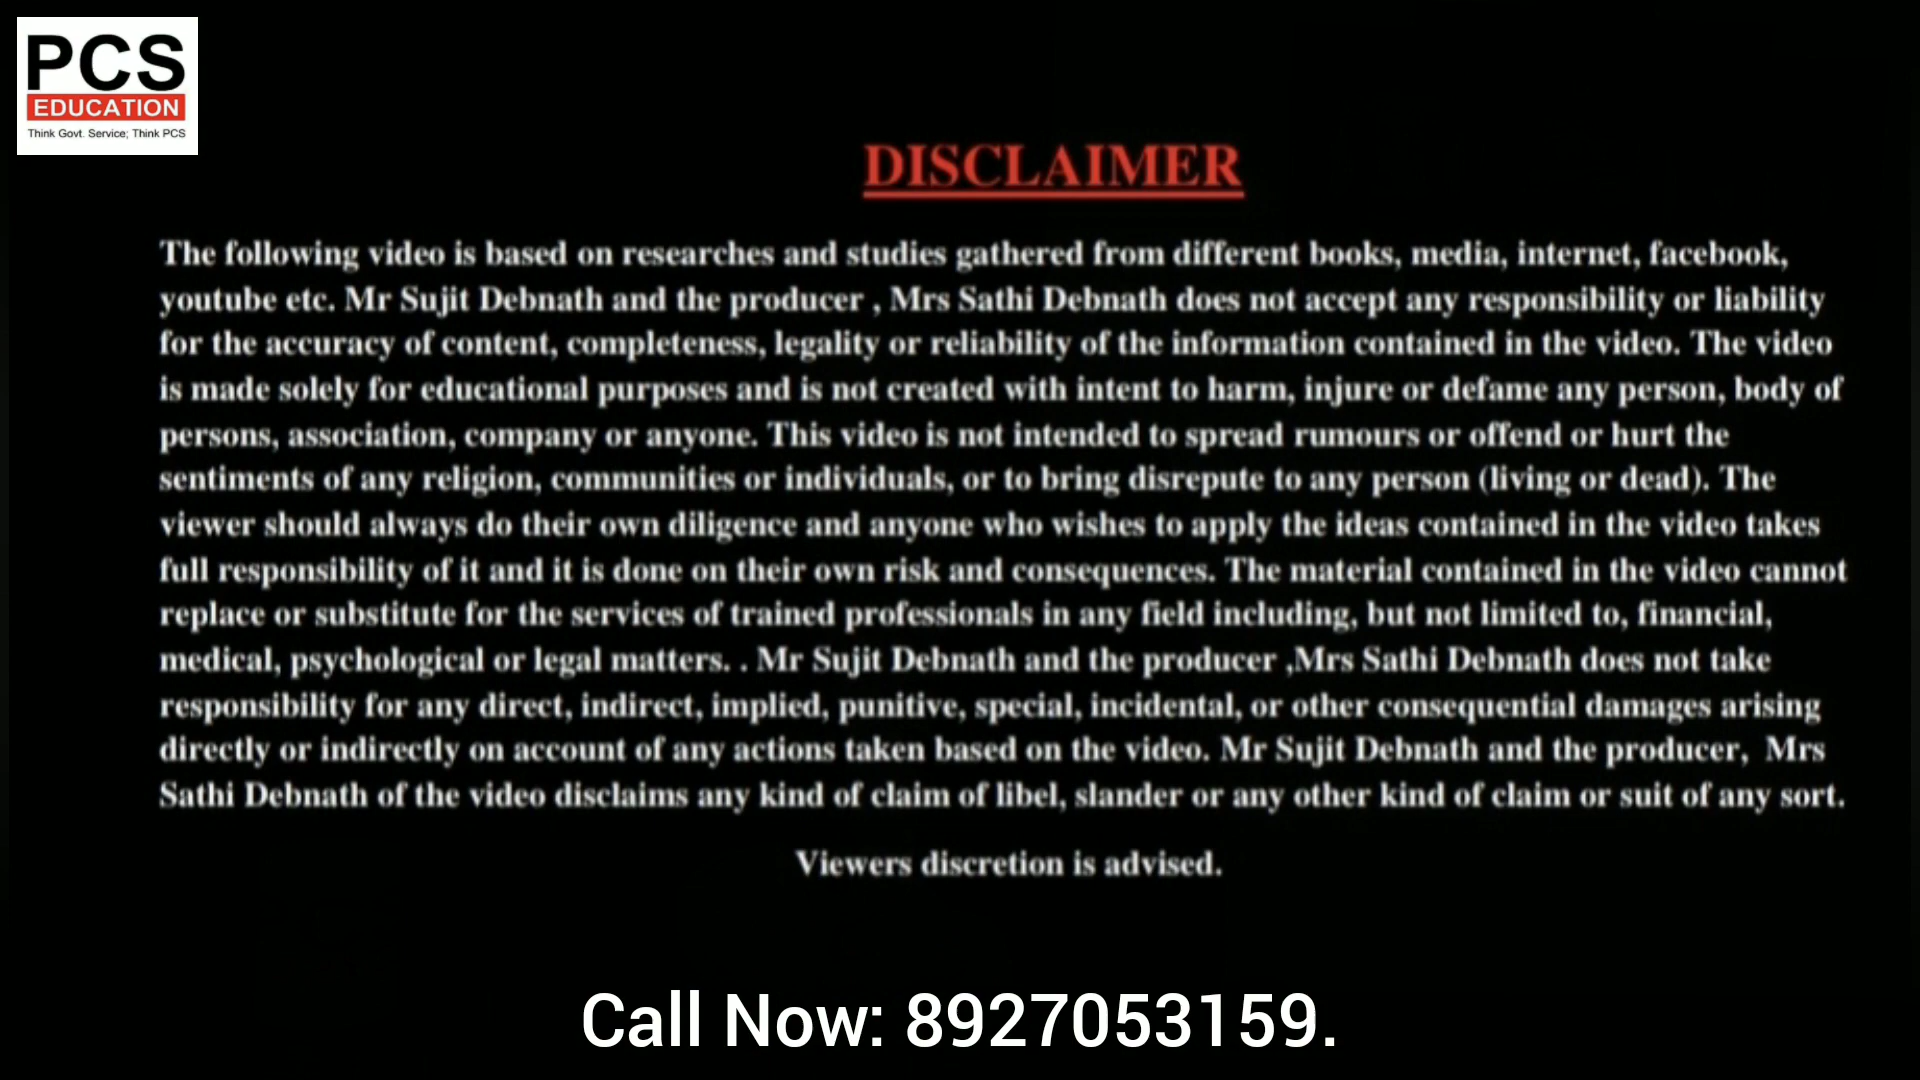 PCS
EDUCATION
Think Govt. Service; Think PCS
DISCLAIMER
The following video is based on researches and studies gathered from different books, media, internet, facebook,
youtube etc. Mr Sujit Debnath and the producer , Mrs Sathi Debnath does not accept any responsibility or liability
for the accuracy of content, completeness, legality or reliability of the information contained in the video. The video
is made solely for educational purposes and is not created with intent to harm, injure or defame any person, body of
persons, association, company or anyone. This video is not intended to spread rumours or offend or hurt the
sentiments of any religion, communities or individuals, or to bring disrepute to any person (living or dead). The
viewer should always do their own diligence and anyone who wishes to apply the ideas contained in the video takes
full responsibility of it and it is done on their own risk and consequences. The material contained in the video cannot
replace or substitute for the services of trained professionals in any field including, but not limited to, financial,
medical, psychological or legal matters. . Mr Sujit Debnath and the producer ,Mrs Sathi Debnath does not take
responsibility for any direct, indirect, implied, punitive, special, incidental, or other consequential damages arising
directly or indirectly on account of any actions taken based on the video. Mr Sujit Debnath and the producer, Mrs
Sathi Debnath of the video disclaims any kind of claim of libel, slander or any other kind of claim or suit of any sort.
Viewers discretion is advised.
Call Now: 8927053159.